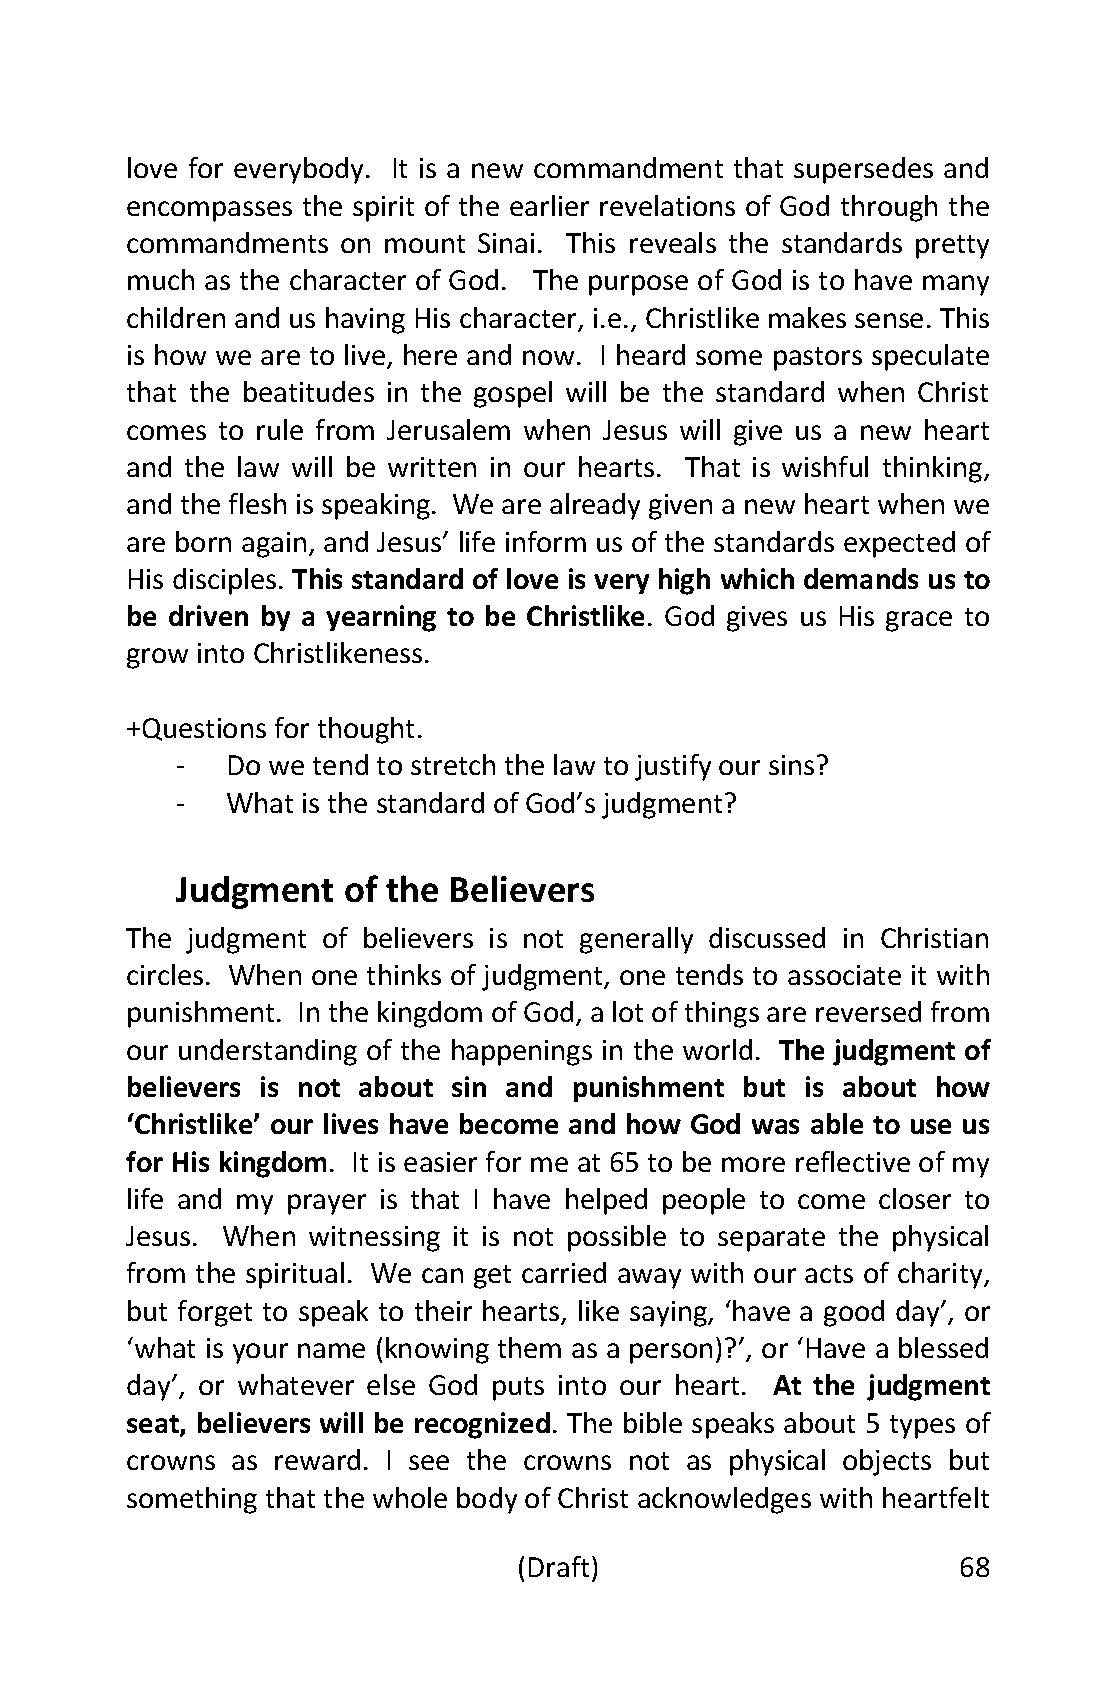 love for everybody.  It is a new commandment that supersedes and
encompasses the spirit of the earlier revelations of God through the
commandments on mount Sinai.  This reveals the standards pretty
much as the character of God.   The purpose of God is to have many
children and us having His character, i.e., Christlike makes sense. This
is how we are to live, here and now.  I heard some pastors speculate
that the beatitudes in the gospel will be the standard when Christ
comes to rule from Jerusalem when Jesus will give us a new heart
and the law will be written in our hearts.  That is wishful thinking,
and the flesh is speaking.  We are already given a new heart when we
are born again, and Jesus’ life inform us of the standards expected of
His disciples. This standard of love is very high which demands us to
be driven by a yearning to be Christlike. God gives us His grace to
grow into Christlikeness.
+Questions for thought.
- Do we tend to stretch the law to justify our sins?
- What is the standard of God’s judgment?
Judgment of the Believers
The judgment of believers is not generally discussed in Christian
circles.  When one thinks of judgment, one tends to associate it with
punishment.  In the kingdom of God, a lot of things are reversed from
our understanding of the happenings in the world.  The judgment of
believers is not about sin and punishment but is about how
‘Christlike’ our lives have become and how God was able to use us
for His kingdom.  It is easier for me at 65 to be more reflective of my
life and my prayer is that I have helped people to come closer to
Jesus.  When witnessing it is not possible to separate the physical
from the spiritual.  We can get carried away with our acts of charity,
but forget to speak to their hearts, like saying, ‘have a good day’, or
‘what is your name (knowing them as a person)?’, or ‘Have a blessed
day’, or whatever else God puts into our heart.  At the judgment
seat, believers will be recognized. The bible speaks about 5 types of
crowns as reward. I see the crowns not as physical objects but
something that the whole body of Christ acknowledges with heartfelt
(Draft) 68